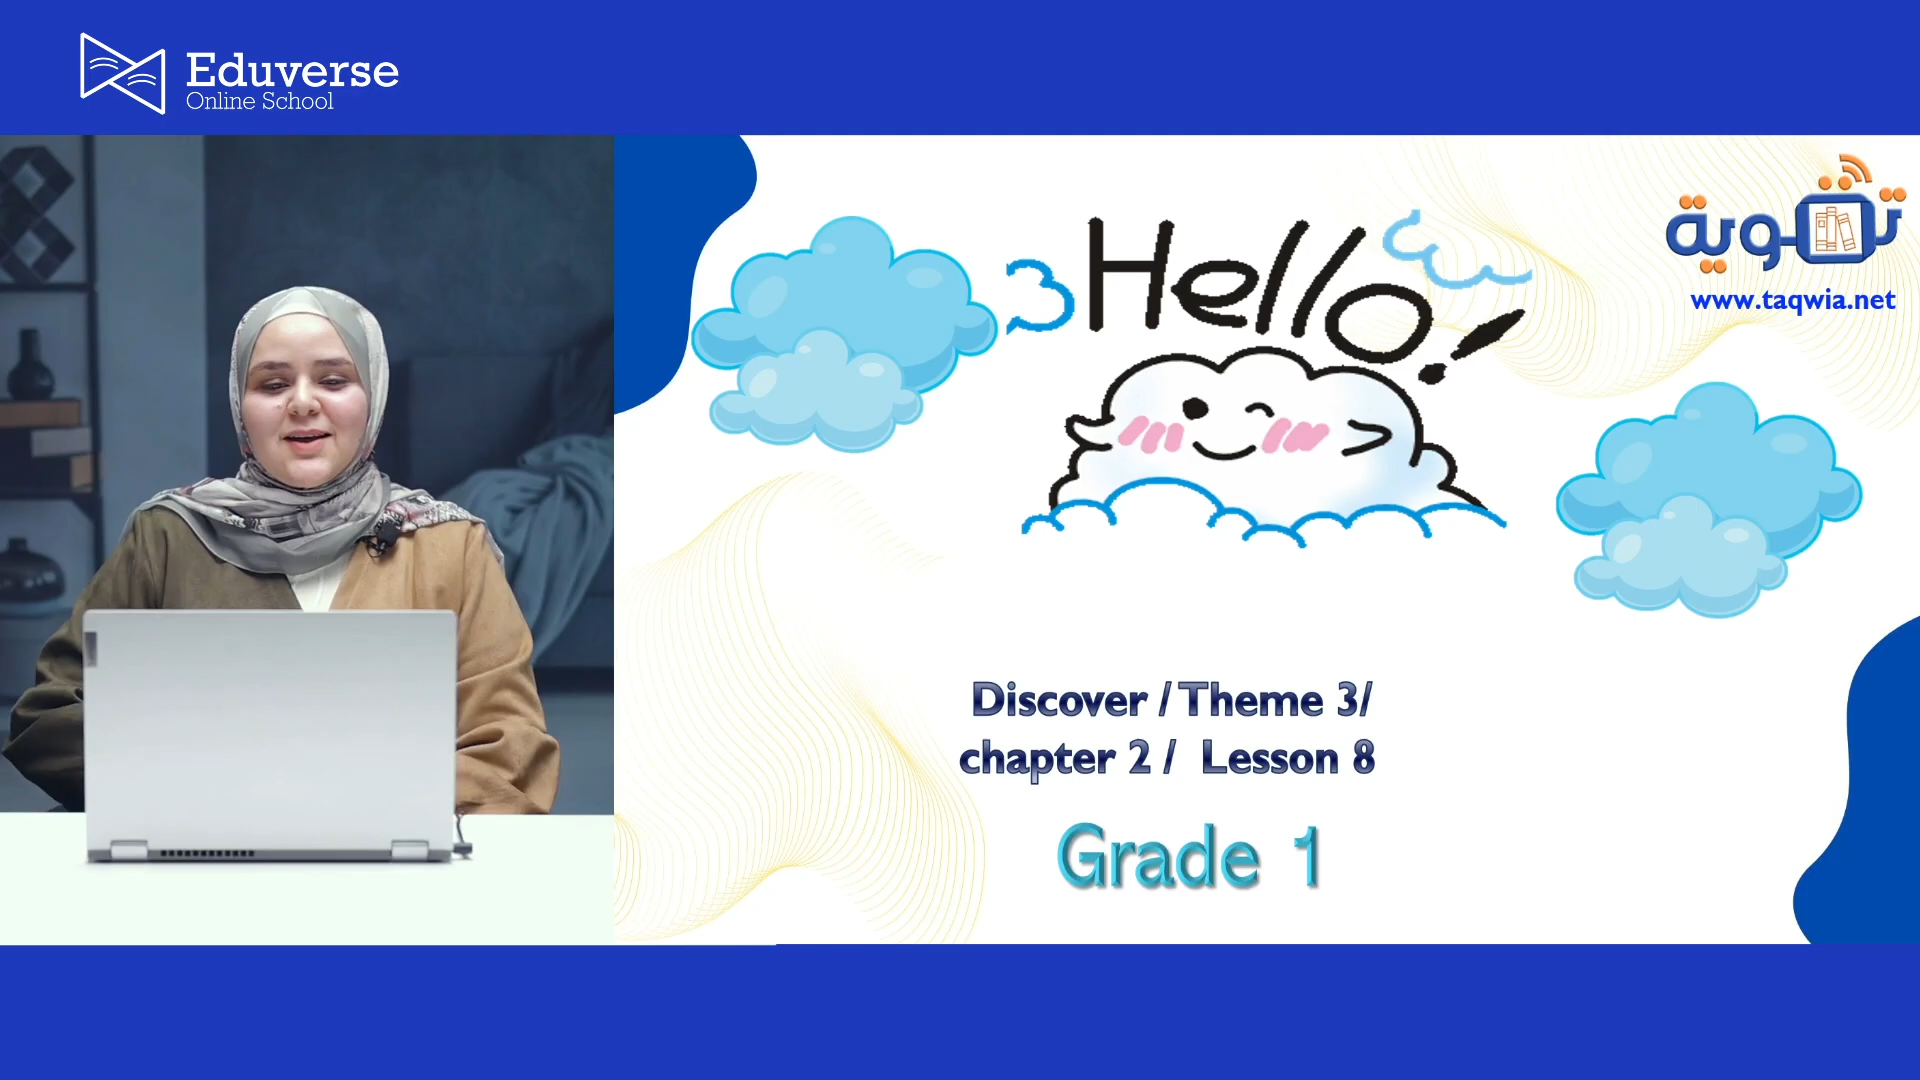 Eduverse
Online School
Hello!
تقوية
www.taqwia.net
Discover / Theme 3/
chapter 2 / Lesson 8
Grade 1